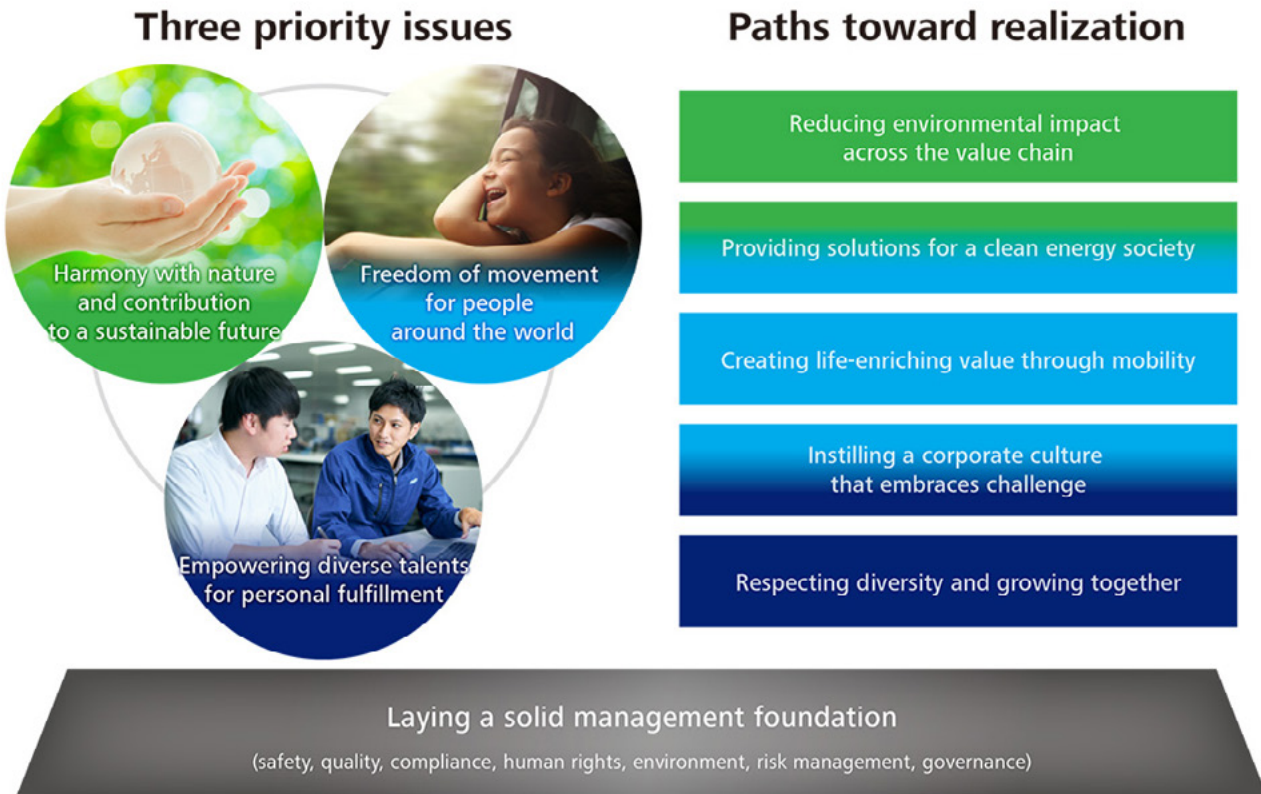 Three priority issues
Harmony with nature
and contribution
to a sustainable future
Freedom of movement
for people
around the world
Empowering diverse talents
for personal fulfillment
Paths toward realization
Reducing environmental impact
across the value chain
Providing solutions for a clean energy society
Creating life-enriching value through mobility
Instilling a corporate culture
that embraces challenge
Respecting diversity and growing together
Laying a solid management foundation
(safety, quality, compliance, human rights, environment, risk management, governance)